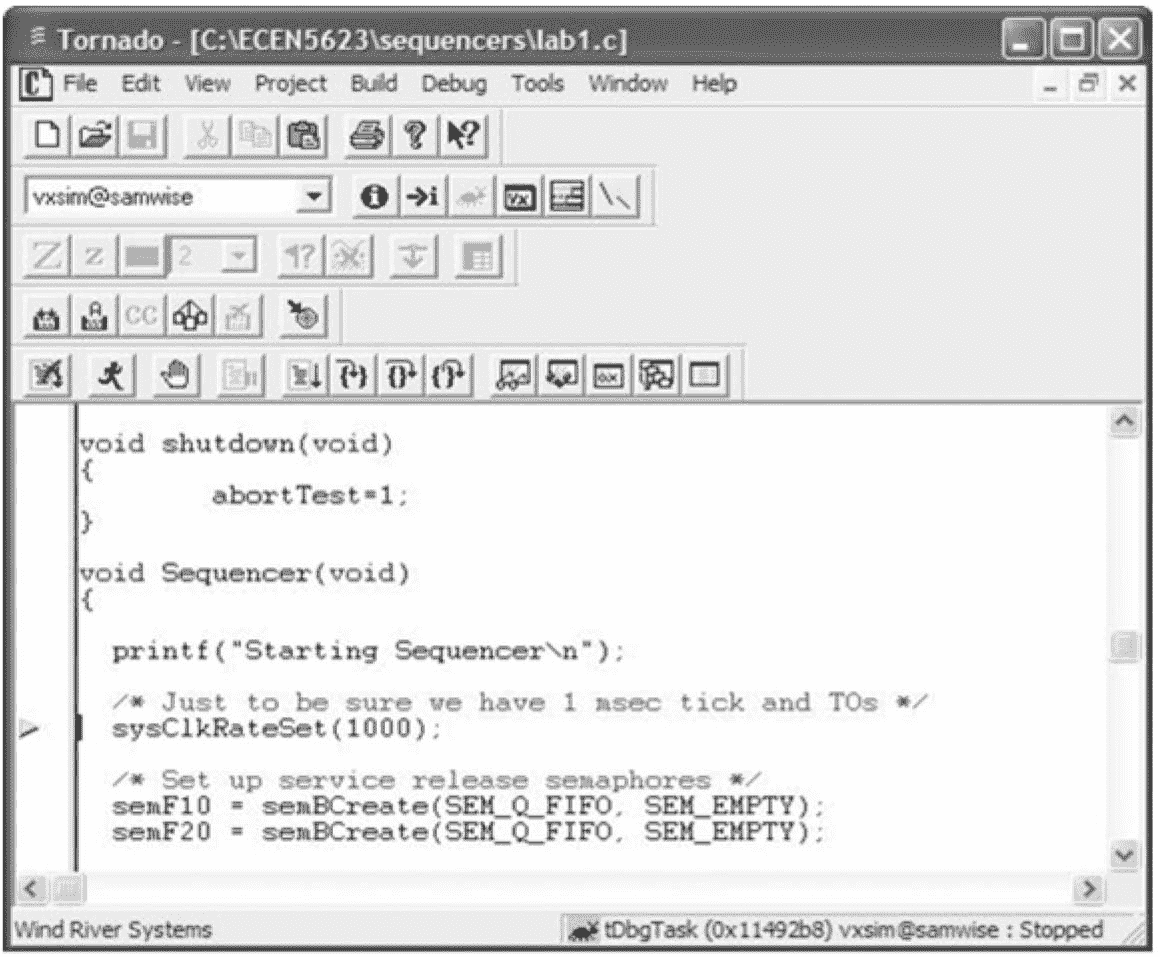 Tornado - [C:\ECEN5623\sequencers\lab1.c]
File Edit View Project Build Debug Tools Window Help
vxsim@samwise
2
CC
void shutdown(void)
{
abortTest=1;
}
void Sequencer(void)
{
printf("Starting Sequencer\n");
/* Just to be sure we have 1 msec tick and TOs */
sysClkRateSet(1000);
/* Set up service release semaphores */
semF10 = semBCreate(SEM_Q_FIFO, SEM_EMPTY);
semF20 = semBCreate(SEM_Q_FIFO, SEM_EMPTY);
Wind River Systems tDbgTask (0x11492b8) vxsim@samwise : Stopped